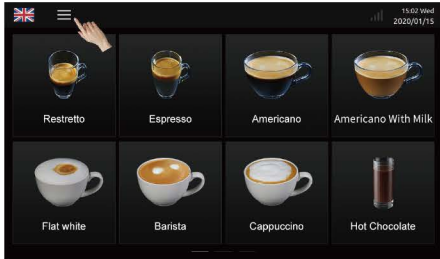 15:02 Wed
2020/01/15
Restretto
Espresso
Americano
Americano With Milk
Flat white
Barista
Cappuccino
Hot Chocolate